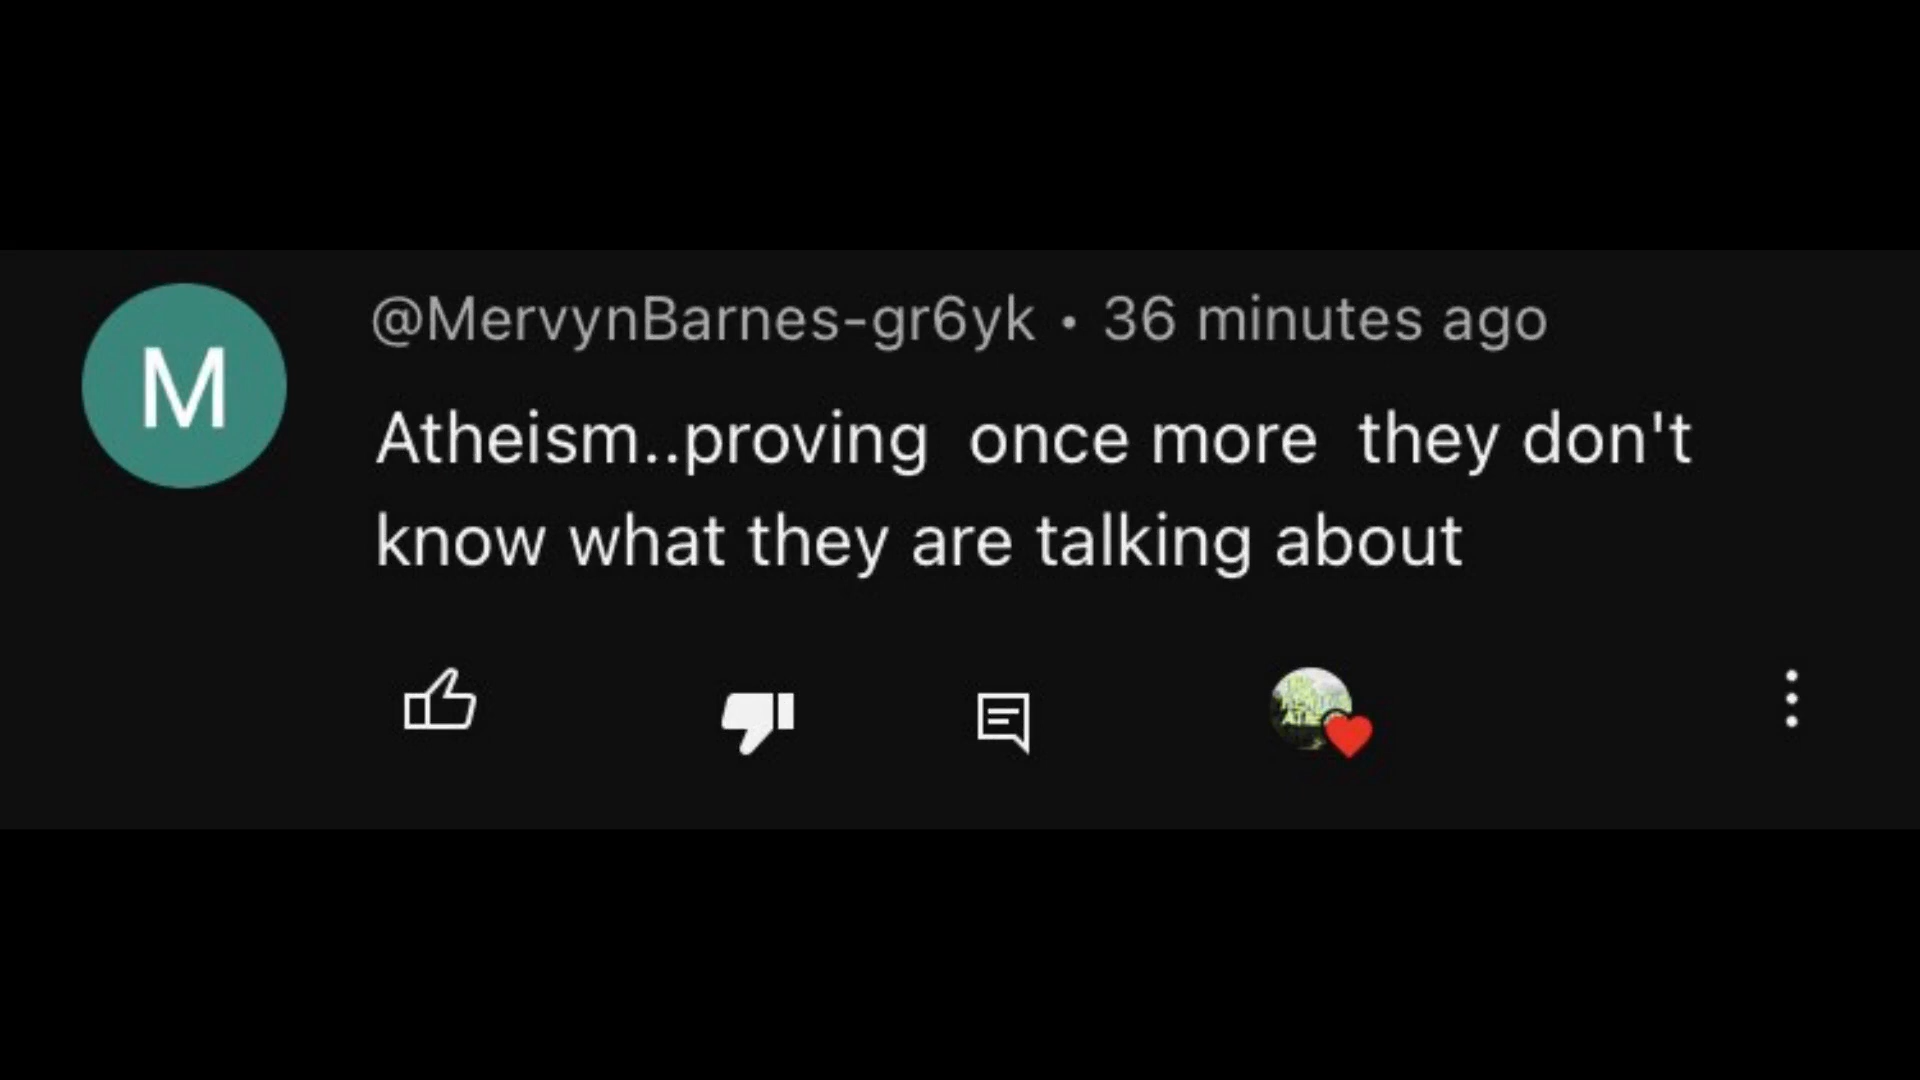 M
@MervynBarnes-gr6yk • 36 minutes ago
Atheism..proving  once more  they don't
know what they are talking about